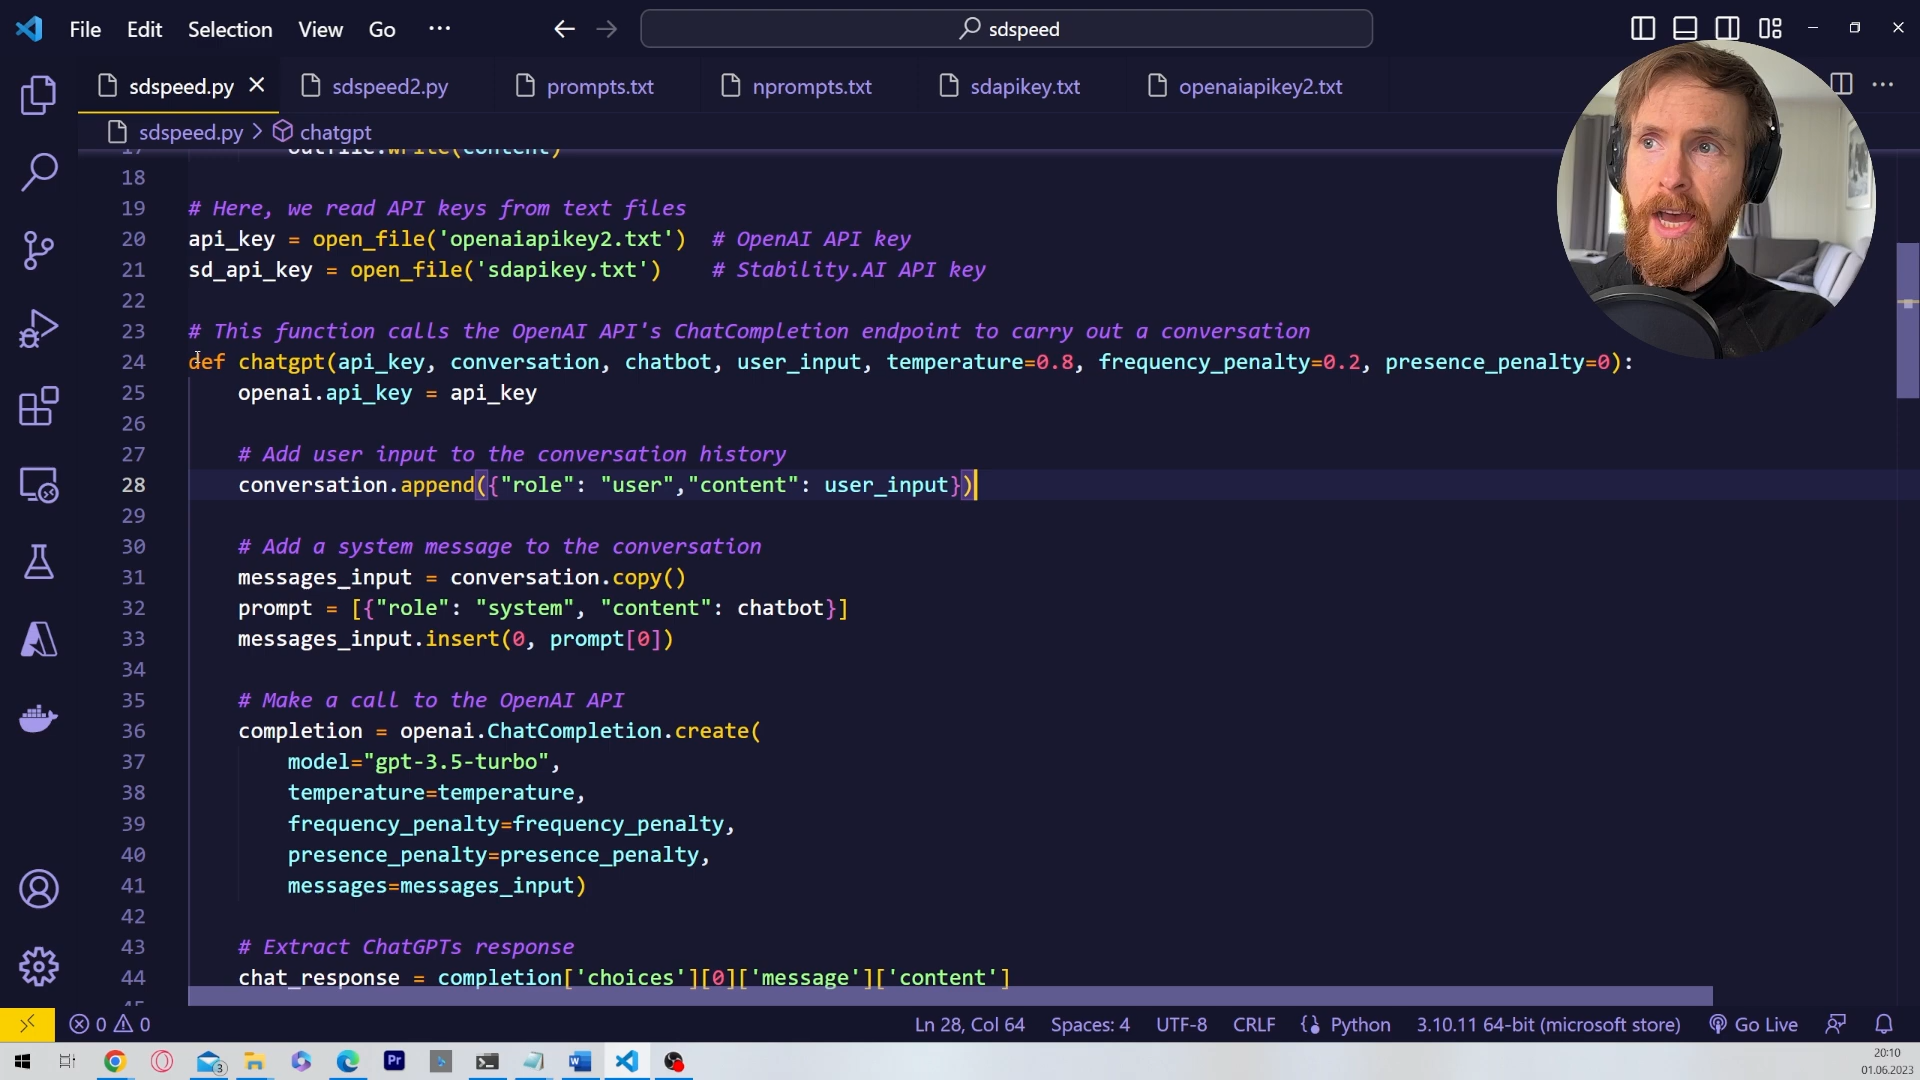 File Edit Selection View Go ··· sdspeed
sdspeed.py sdspeed2.py prompts.txt nprompts.txt sdapikey.txt openaiapikey2.txt
sdspeed.py > chatgpt
17 outfile.write(content)
18
19 # Here, we read API keys from text files
20 api_key = open_file('openaiapikey2.txt') # OpenAI API key
21 sd_api_key = open_file('sdapikey.txt') # Stability.AI API key
22
23 # This function calls the OpenAI API's ChatCompletion endpoint to carry out a conversation
24 def chatgpt(api_key, conversation, chatbot, user_input, temperature=0.8, frequency_penalty=0.2, presence_penalty=0):
25 openai.api_key = api_key
26
27 # Add user input to the conversation history
28 conversation.append({"role": "user","content": user_input})
29
30 # Add a system message to the conversation
31 messages_input = conversation.copy()
32 prompt = [{"role": "system", "content": chatbot}]
33 messages_input.insert(0, prompt[0])
34
35 # Make a call to the OpenAI API
36 completion = openai.ChatCompletion.create(
37 model="gpt-3.5-turbo",
38 temperature=temperature,
39 frequency_penalty=frequency_penalty,
40 presence_penalty=presence_penalty,
41 messages=messages_input)
42
43 # Extract ChatGPTs response
44 chat_response = completion['choices'][0]['message']['content']
0 0 Ln 28, Col 64 Spaces: 4 UTF-8 CRLF Python 3.10.11 64-bit (microsoft store) Go Live
3 Pr 20:10
01.06.2023